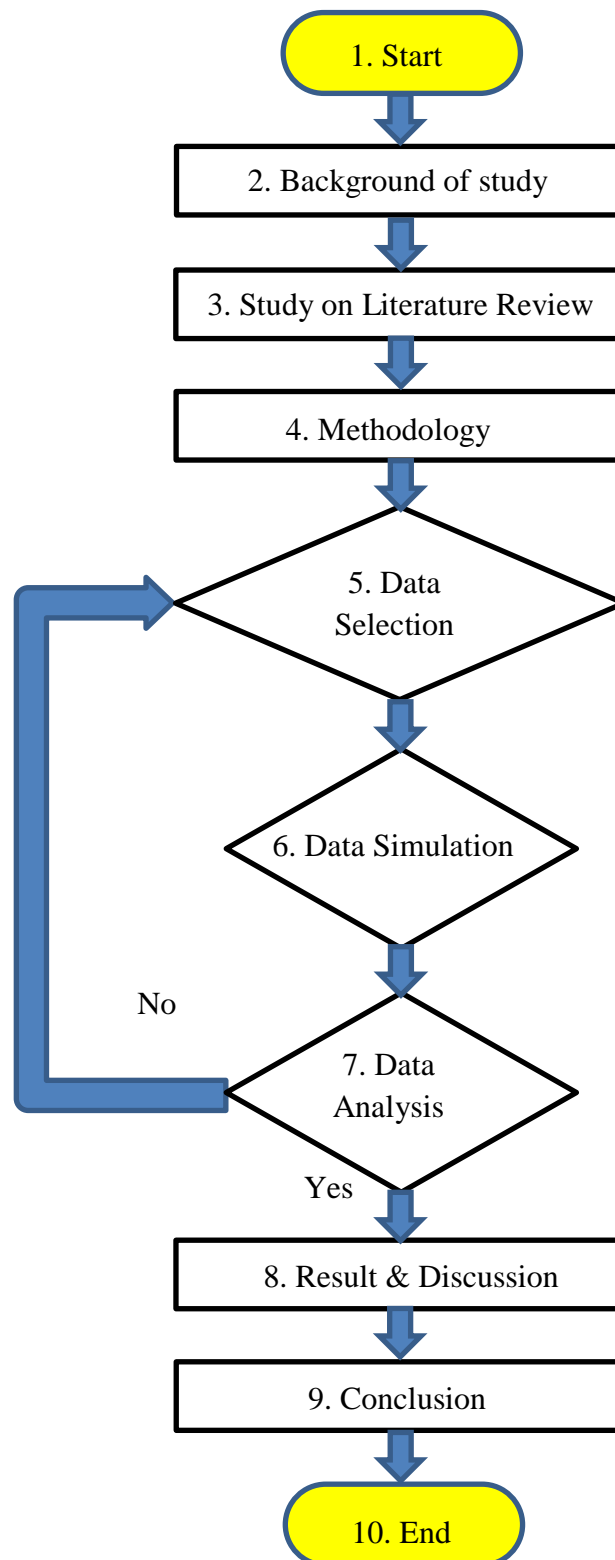 1. Start
2. Background of study
3. Study on Literature Review
4. Methodology
5. Data
Selection
6. Data Simulation
No
7. Data
Analysis
Yes
8. Result & Discussion
9. Conclusion
10. End